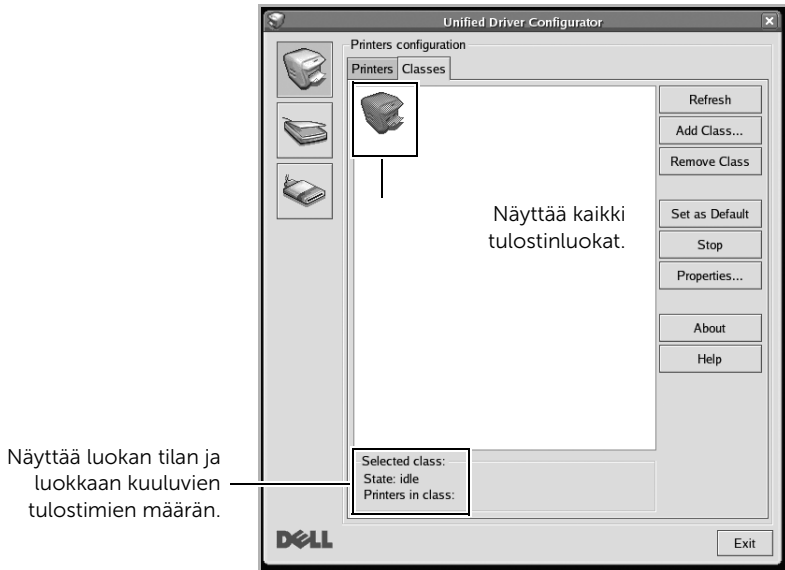 Unified Driver Configurator
Printers configuration
Printers Classes
Refresh
Add Class...
Remove Class
Näyttää kaikki
tulostinluokat.
Set as Default
Stop
Properties...
About
Help
Näyttää luokan tilan ja
luokkaan kuuluvien
tulostimien määrän.
Selected class:
State: idle
Printers in class:
DELL
Exit